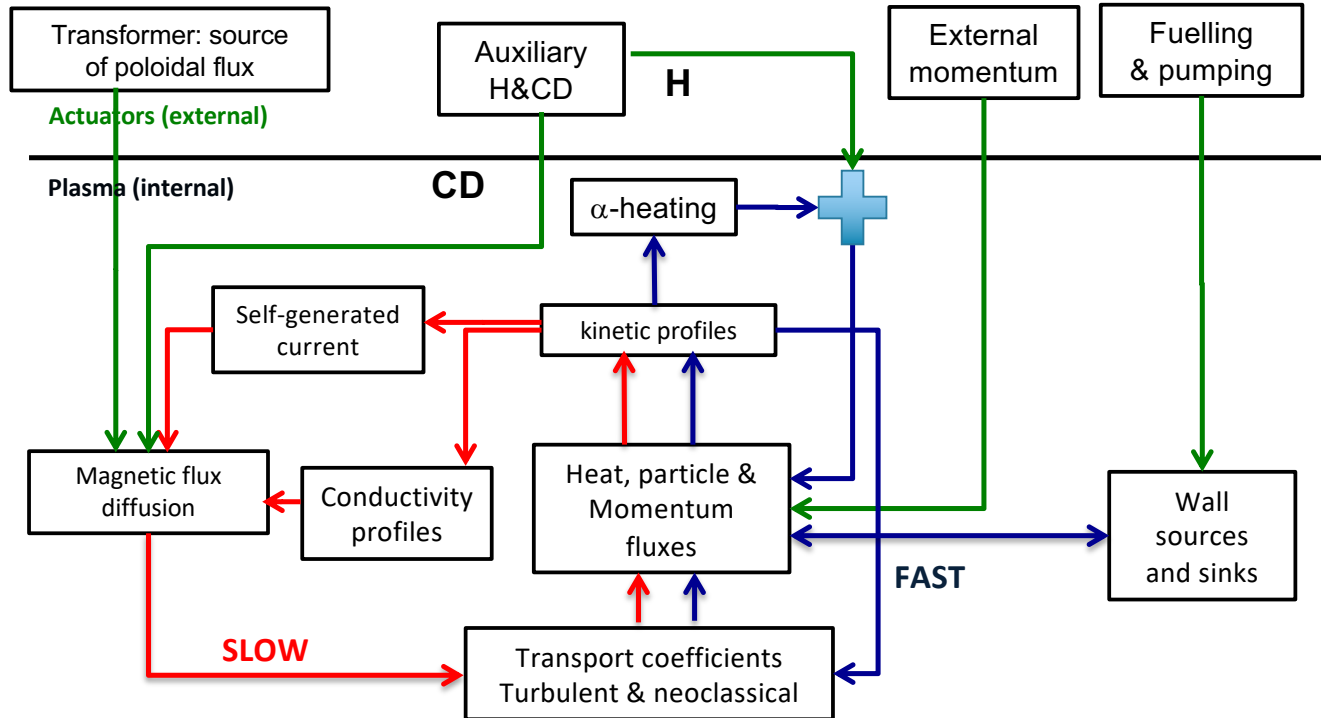 Transformer: source
of poloidal flux
Auxiliary
H&CD
H
External
momentum
Fuelling
& pumping
Actuators (external)
Plasma (internal)
CD
α-heating
Self-generated
current
kinetic profiles
Magnetic flux
diffusion
Conductivity
profiles
Heat, particle &
Momentum
fluxes
Wall
sources
and sinks
FAST
SLOW
Transport coefficients
Turbulent & neoclassical